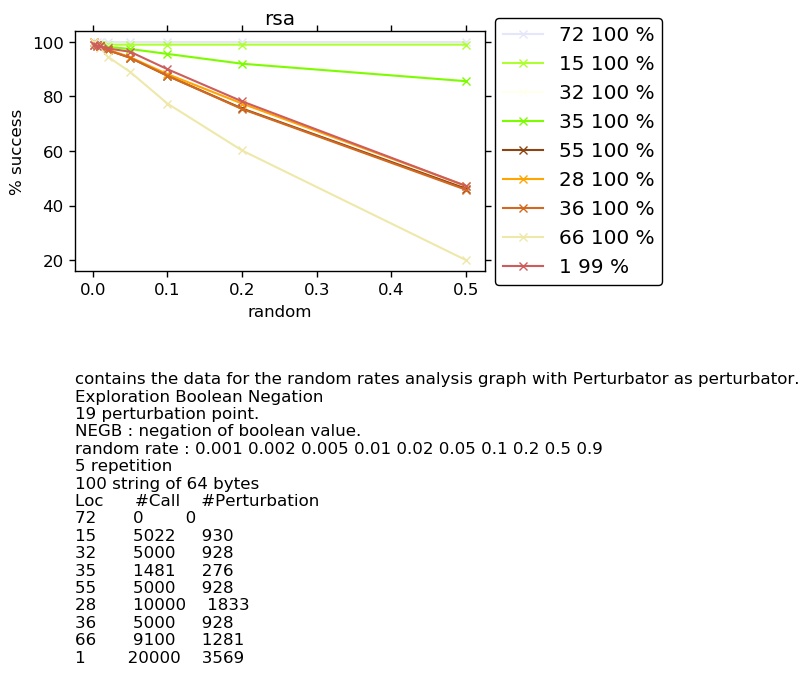 rsa
100
80
60
40
20
% success
0.0 0.1 0.2 0.3 0.4 0.5
random
72 100 %
15 100 %
32 100 %
35 100 %
55 100 %
28 100 %
36 100 %
66 100 %
1 99 %
contains the data for the random rates analysis graph with Perturbator as perturbator.
Exploration Boolean Negation
19 perturbation point.
NEGB : negation of boolean value.
random rate : 0.001 0.002 0.005 0.01 0.02 0.05 0.1 0.2 0.5 0.9
5 repetition
100 string of 64 bytes
Loc #Call #Perturbation
72 0 0
15 5022 930
32 5000 928
35 1481 276
55 5000 928
28 10000 1833
36 5000 928
66 9100 1281
1 20000 3569